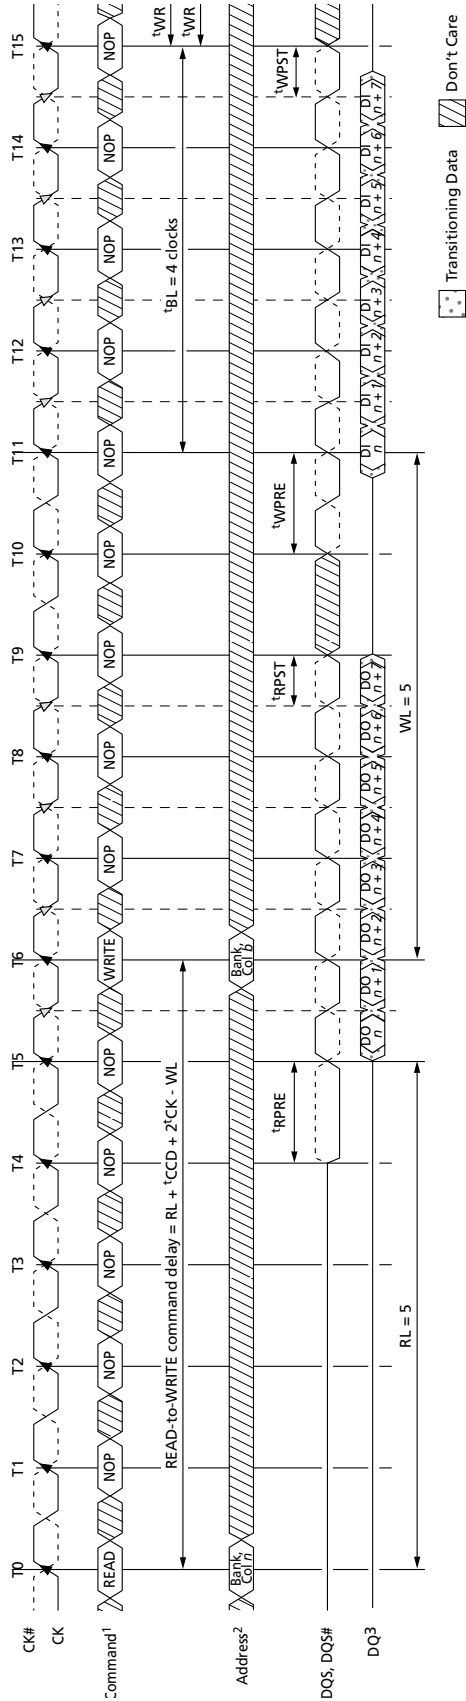 T0 T1 T2 T3 T4 T5 T6 T7 T8 T9 T10 T11 T12 T13 T14 T15
CK#
CK
Command1 READ NOP NOP NOP NOP NOP WRITE NOP NOP NOP NOP NOP NOP NOP NOP NOP
tWR
READ-to-WRITE command delay = RL + tCCD + 2tCK - WL
tBL = 4 clocks
tWR
Address2 Bank, Col n Bank, Col b
tRPRE tRPST tWPRE tWPST
DQS, DQS#
DQ3 DO n DO n + 1 DO n + 2 DO n + 3 DO n + 4 DO n + 5 DO n + 6 DO n + 7 DI n DI n + 1 DI n + 2 DI n + 3 DI n + 4 DI n + 5 DI n + 6 DI n + 7
RL = 5 WL = 5
Transitioning Data Don't Care